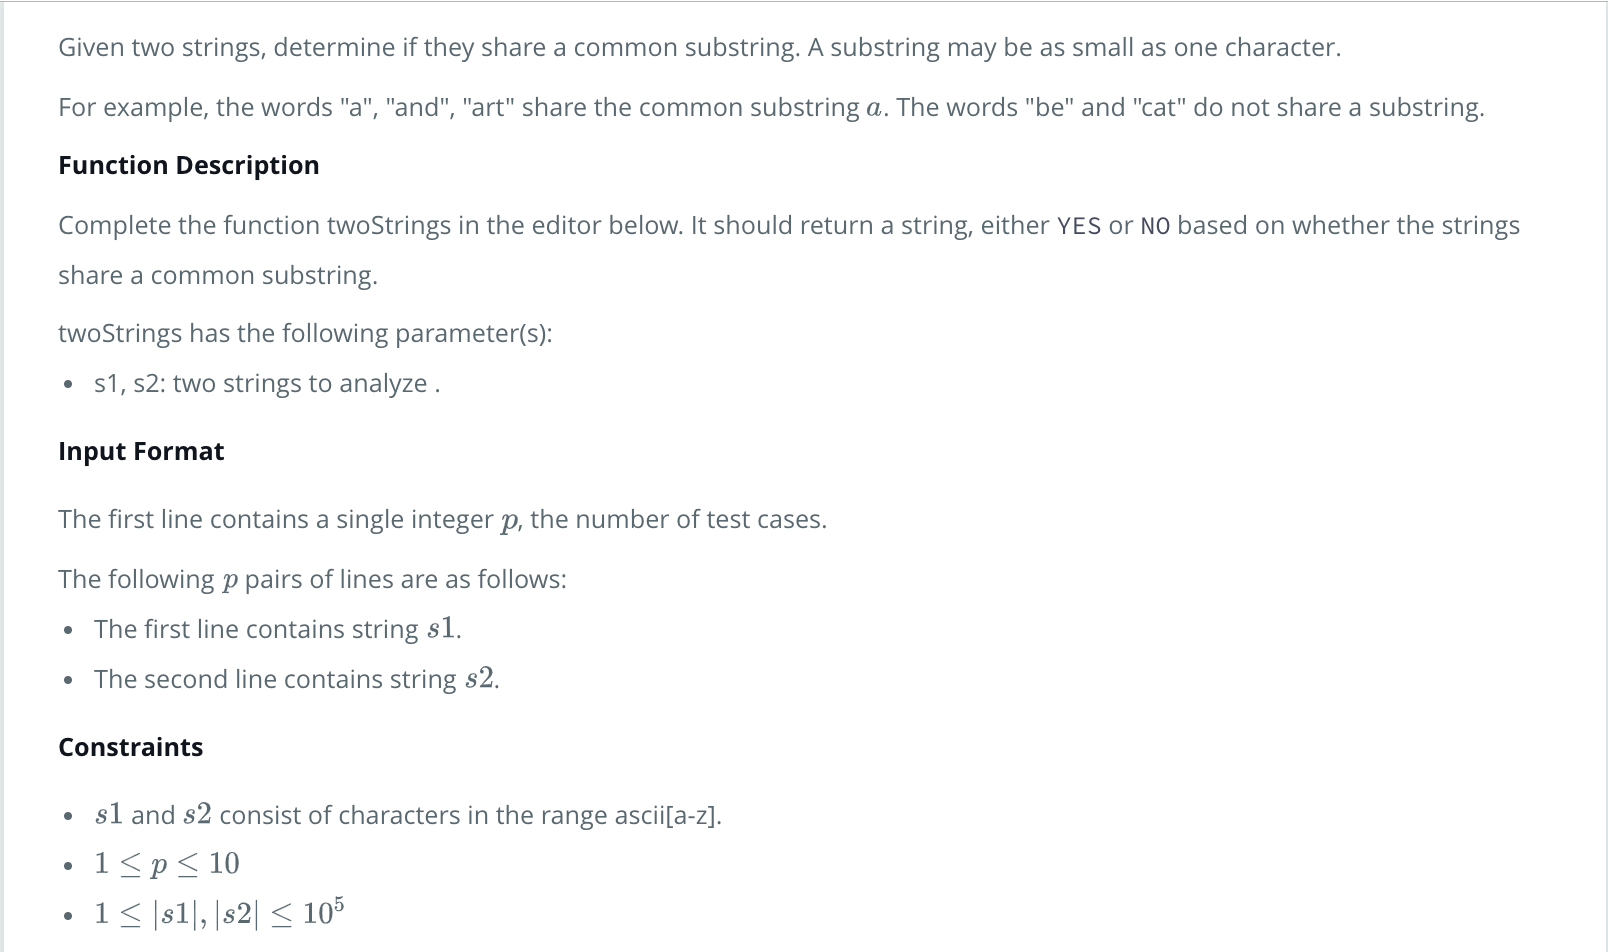 Given two strings, determine if they share a common substring. A substring may be as small as one character.
For example, the words "a", "and", "art" share the common substring a. The words "be" and "cat" do not share a substring.
Function Description
Complete the function twoStrings in the editor below. It should return a string, either YES or NO based on whether the strings
share a common substring.
twoStrings has the following parameter(s):
• s1, s2: two strings to analyze .
Input Format
The first line contains a single integer p, the number of test cases.
The following p pairs of lines are as follows:
• The first line contains string s1.
• The second line contains string s2.
Constraints
• s1 and s2 consist of characters in the range ascii[a-z].
• 1 ≤ p ≤ 10
• 1 ≤ |s1|, |s2| ≤ 10⁵